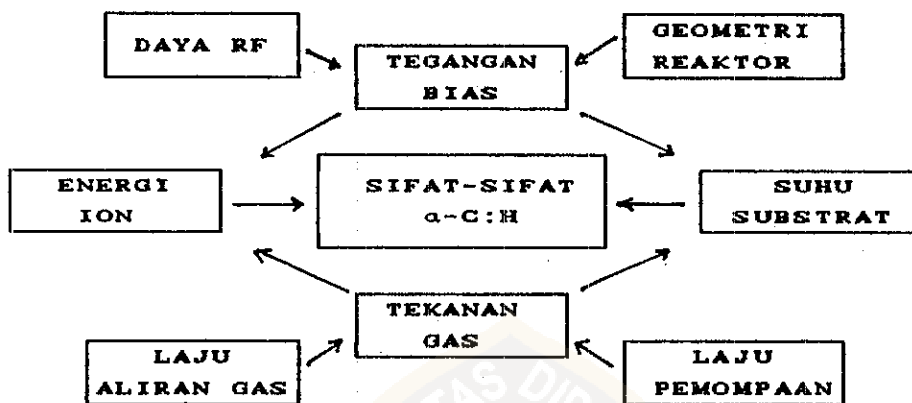 DAYA RF
GEOMETRI
REAKTOR
TEGANGAN
BIAS
ENERGI
ION
SIFAT-SIFAT
a-C:H
SUHU
SUBSTRAT
TEKANAN
GAS
LAJU
ALIRAN GAS
LAJU
PEMOMPAAN